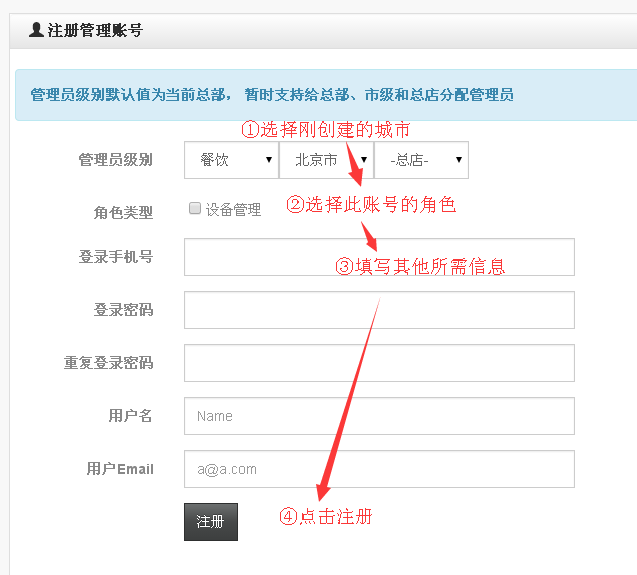 注册管理账号
管理员级别默认值为当前总部， 暂时支持给总部、市级和总店分配管理员
①选择刚创建的城市
管理员级别 餐饮 北京市 -总店-
角色类型 设备管理 ②选择此账号的角色
登录手机号
③填写其他所需信息
登录密码
重复登录密码
用户名 Name
用户Email a@a.com
注册 ④点击注册